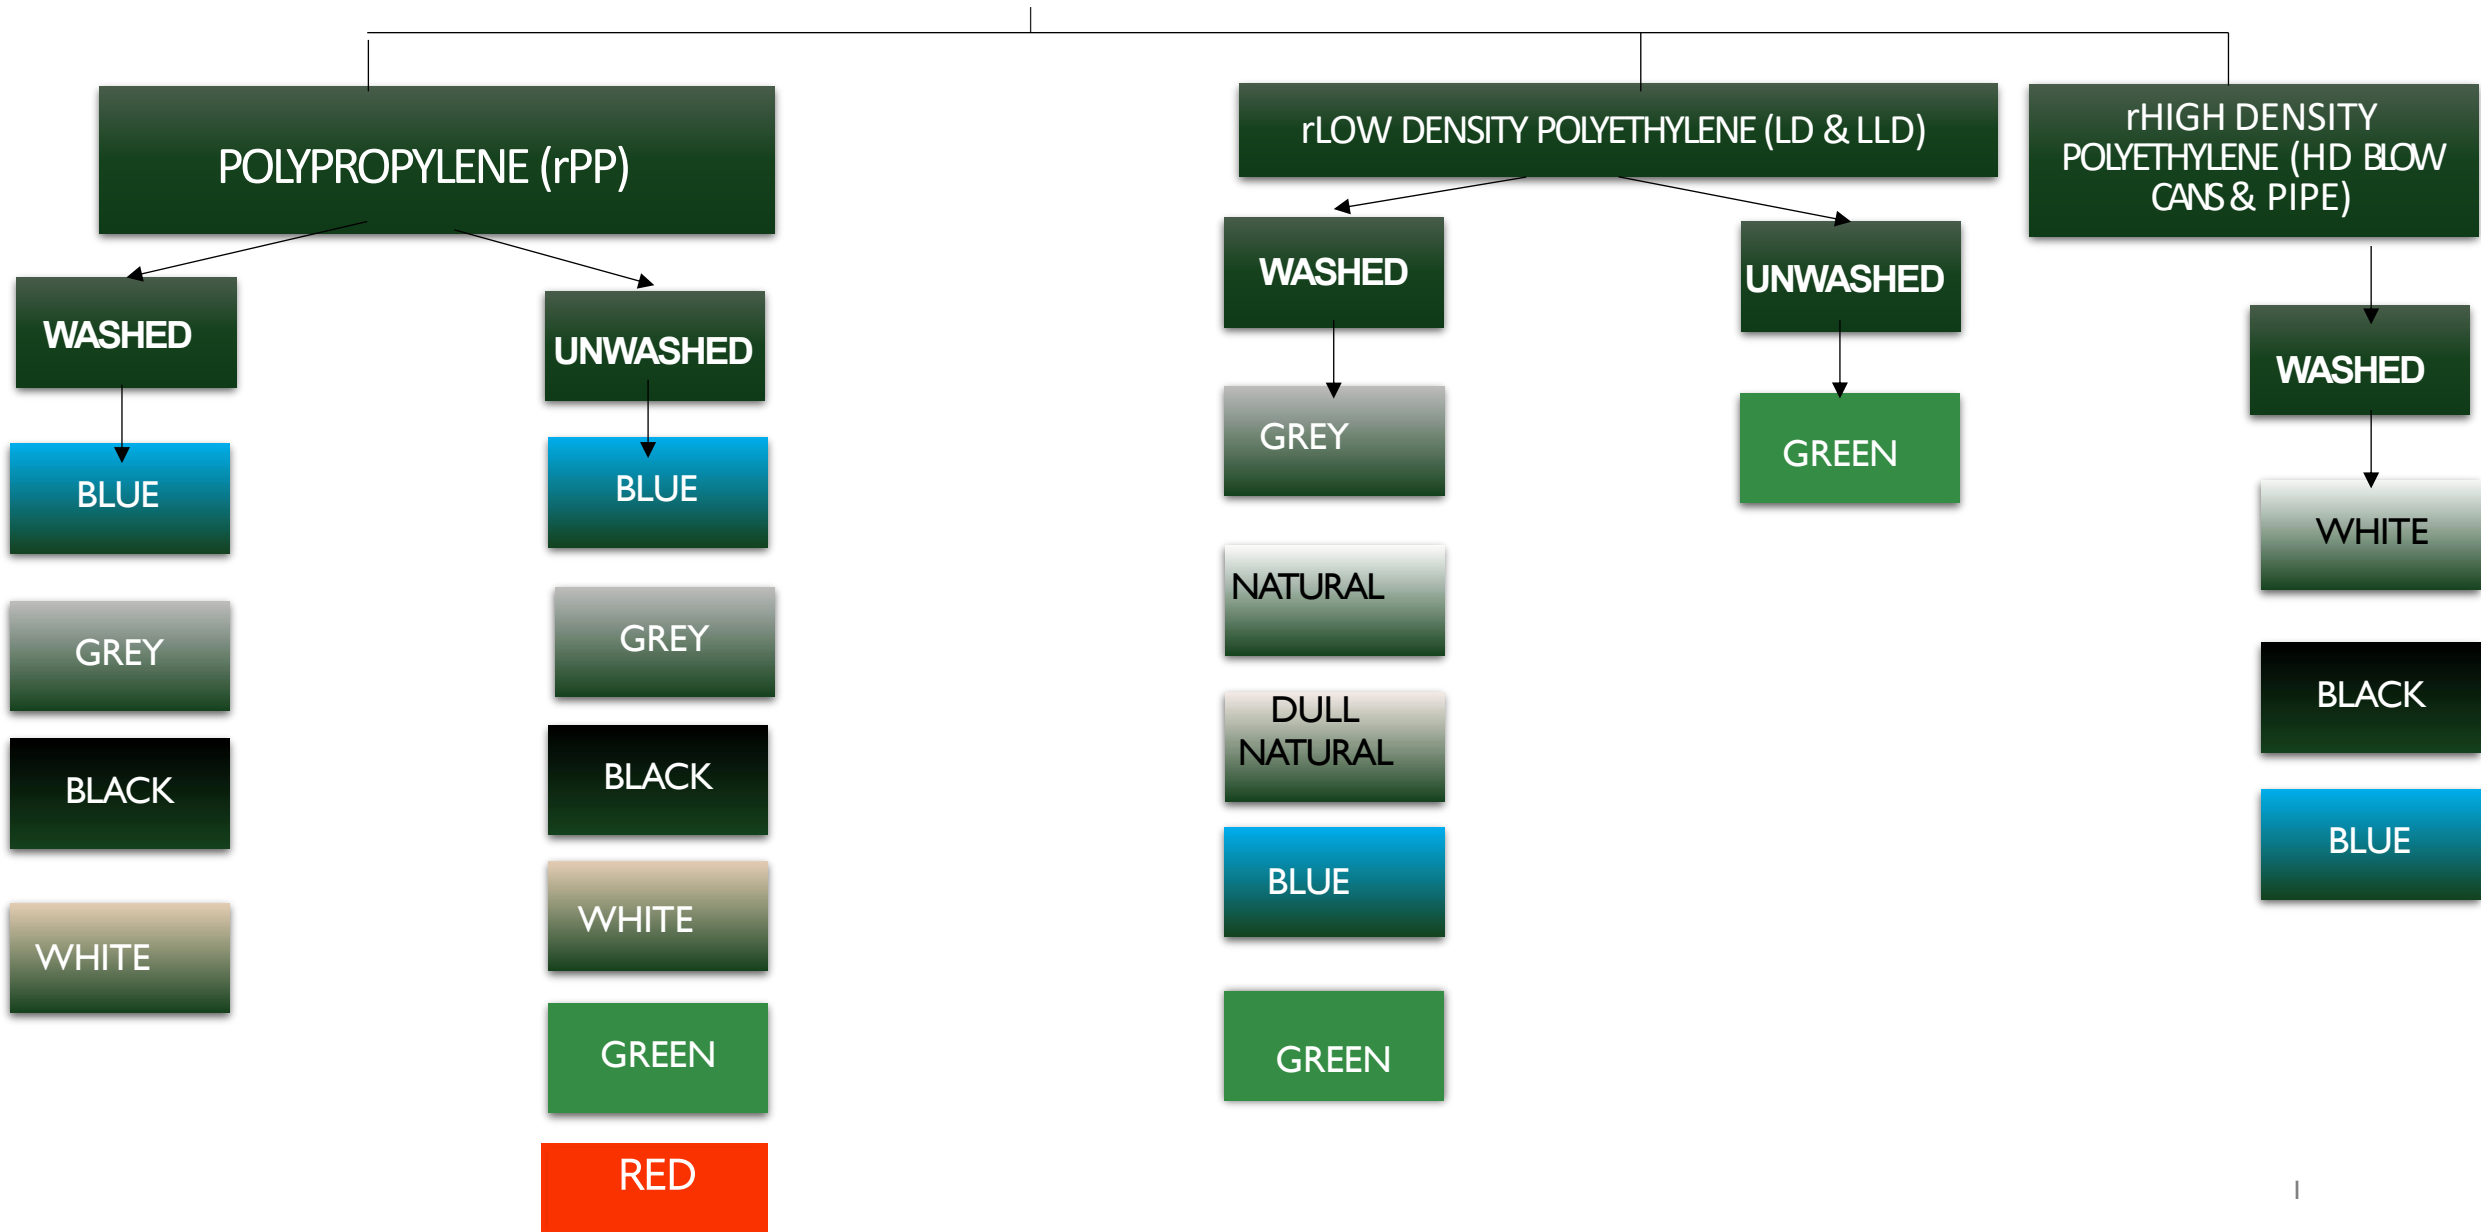 POLYPROPYLENE (rPP)
WASHED
BLUE
GREY
BLACK
WHITE
UNWASHED
BLUE
GREY
BLACK
WHITE
GREEN
RED
rLOW DENSITY POLYETHYLENE (LD & LLD)
WASHED
GREY
NATURAL
DULL
NATURAL
BLUE
GREEN
UNWASHED
GREEN
rHIGH DENSITY
POLYETHYLENE (HD BLOW
CANS & PIPE)
WASHED
WHITE
BLACK
BLUE
I